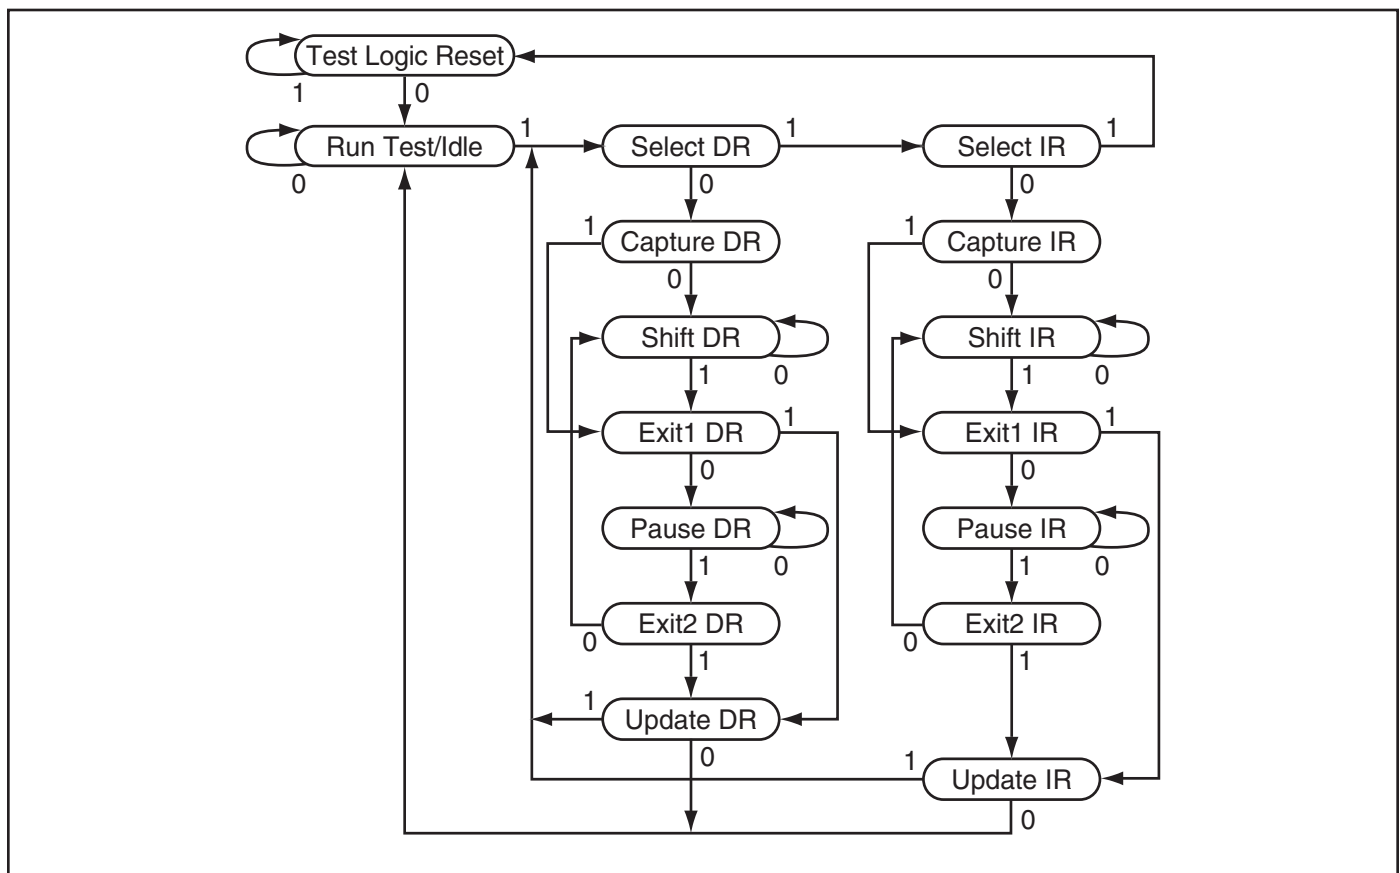 Test Logic Reset
1 0
Run Test/Idle 1 Select DR 1 Select IR 1
0 0 0
1 Capture DR 1 Capture IR
0 0
Shift DR Shift IR
1 0 1 0
Exit1 DR 1 Exit1 IR 1
0 0
Pause DR Pause IR
1 0 1 0
Exit2 DR Exit2 IR
0 1 0 1
1 Update DR
0 1
Update IR
0